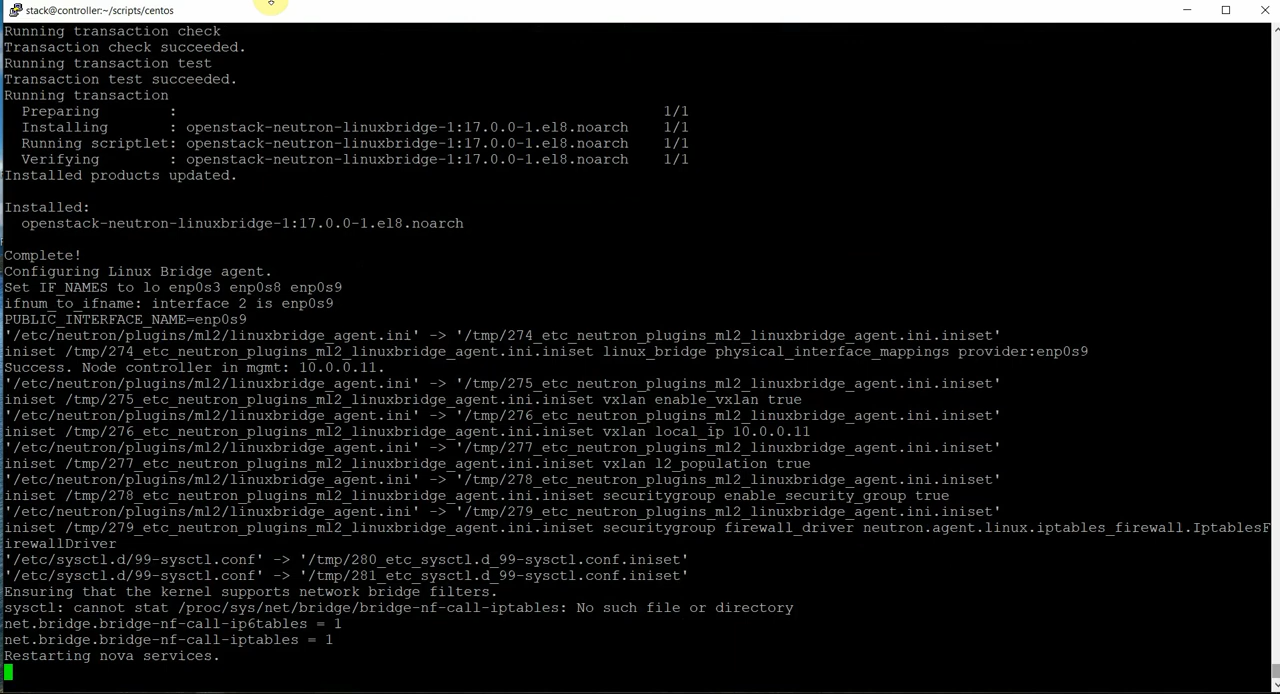 stack@controller:~/scripts/centos
Running transaction check
Transaction check succeeded.
Running transaction test
Transaction test succeeded.
Running transaction
  Preparing        :                                                         1/1
  Installing       : openstack-neutron-linuxbridge-1:17.0.0-1.el8.noarch    1/1
  Running scriptlet: openstack-neutron-linuxbridge-1:17.0.0-1.el8.noarch    1/1
  Verifying        : openstack-neutron-linuxbridge-1:17.0.0-1.el8.noarch    1/1
Installed products updated.
Installed:
  openstack-neutron-linuxbridge-1:17.0.0-1.el8.noarch
Complete!
Configuring Linux Bridge agent.
Set IF_NAMES to lo enp0s3 enp0s8 enp0s9
ifnum_to_ifname: interface 2 is enp0s9
PUBLIC_INTERFACE_NAME=enp0s9
'/etc/neutron/plugins/ml2/linuxbridge_agent.ini' -> '/tmp/274_etc_neutron_plugins_ml2_linuxbridge_agent.ini.iniset'
iniset /tmp/274_etc_neutron_plugins_ml2_linuxbridge_agent.ini.iniset linux_bridge physical_interface_mappings provider:enp0s9
Success. Node controller in mgmt: 10.0.0.11.
'/etc/neutron/plugins/ml2/linuxbridge_agent.ini' -> '/tmp/275_etc_neutron_plugins_ml2_linuxbridge_agent.ini.iniset'
iniset /tmp/275_etc_neutron_plugins_ml2_linuxbridge_agent.ini.iniset vxlan enable_vxlan true
'/etc/neutron/plugins/ml2/linuxbridge_agent.ini' -> '/tmp/276_etc_neutron_plugins_ml2_linuxbridge_agent.ini.iniset'
iniset /tmp/276_etc_neutron_plugins_ml2_linuxbridge_agent.ini.iniset vxlan local_ip 10.0.0.11
'/etc/neutron/plugins/ml2/linuxbridge_agent.ini' -> '/tmp/277_etc_neutron_plugins_ml2_linuxbridge_agent.ini.iniset'
iniset /tmp/277_etc_neutron_plugins_ml2_linuxbridge_agent.ini.iniset vxlan l2_population true
'/etc/neutron/plugins/ml2/linuxbridge_agent.ini' -> '/tmp/278_etc_neutron_plugins_ml2_linuxbridge_agent.ini.iniset'
iniset /tmp/278_etc_neutron_plugins_ml2_linuxbridge_agent.ini.iniset securitygroup enable_security_group true
'/etc/neutron/plugins/ml2/linuxbridge_agent.ini' -> '/tmp/279_etc_neutron_plugins_ml2_linuxbridge_agent.ini.iniset'
iniset /tmp/279_etc_neutron_plugins_ml2_linuxbridge_agent.ini.iniset securitygroup firewall_driver neutron.agent.linux.iptables_firewall.IptablesF
irewallDriver
'/etc/sysctl.d/99-sysctl.conf' -> '/tmp/280_etc_sysctl.d_99-sysctl.conf.iniset'
'/etc/sysctl.d/99-sysctl.conf' -> '/tmp/281_etc_sysctl.d_99-sysctl.conf.iniset'
Ensuring that the kernel supports network bridge filters.
sysctl: cannot stat /proc/sys/net/bridge/bridge-nf-call-iptables: No such file or directory
net.bridge.bridge-nf-call-ip6tables = 1
net.bridge.bridge-nf-call-iptables = 1
Restarting nova services.